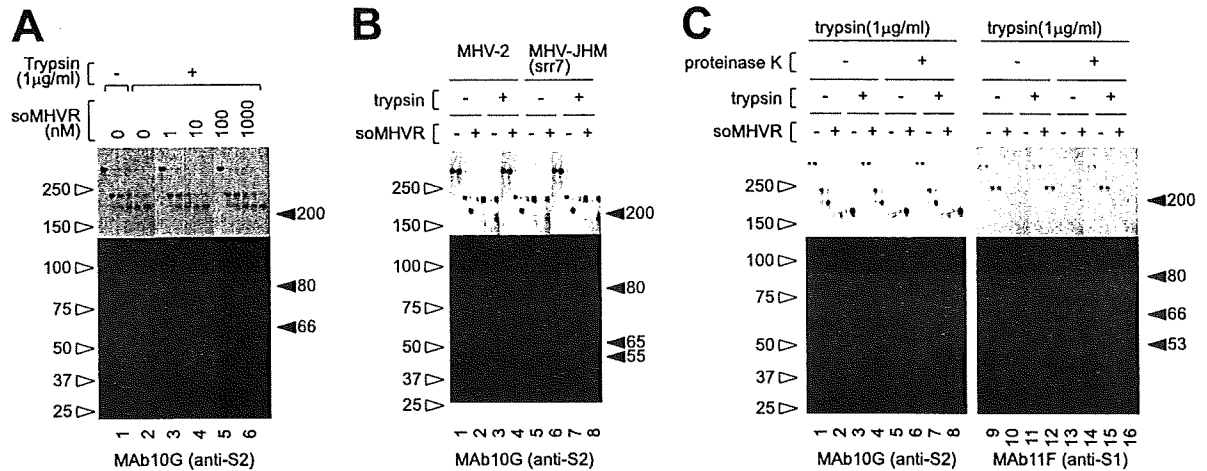 A
Trypsin (1μg/ml) - +
soMHVR (nM) 0 0 1 10 100 1000
250
150
100
75
50
37
25
200
80
66
1 2 3 4 5 6
MAb10G (anti-S2)
B
MHV-2 MHV-JHM (srr7)
trypsin - + - +
soMHVR - + - + - + - +
250
150
100
75
50
37
25
200
80
65
55
1 2 3 4 5 6 7 8
MAb10G (anti-S2)
C
trypsin(1μg/ml) trypsin(1μg/ml)
proteinase K - + - +
trypsin - + - + - + - +
soMHVR - + - + - + - + - + - + - + - +
250
150
100
75
50
37
25
200
80
66
53
1 2 3 4 5 6 7 8 9 10 11 12 13 14 15 16
MAb10G (anti-S2) MAb11F (anti-S1)